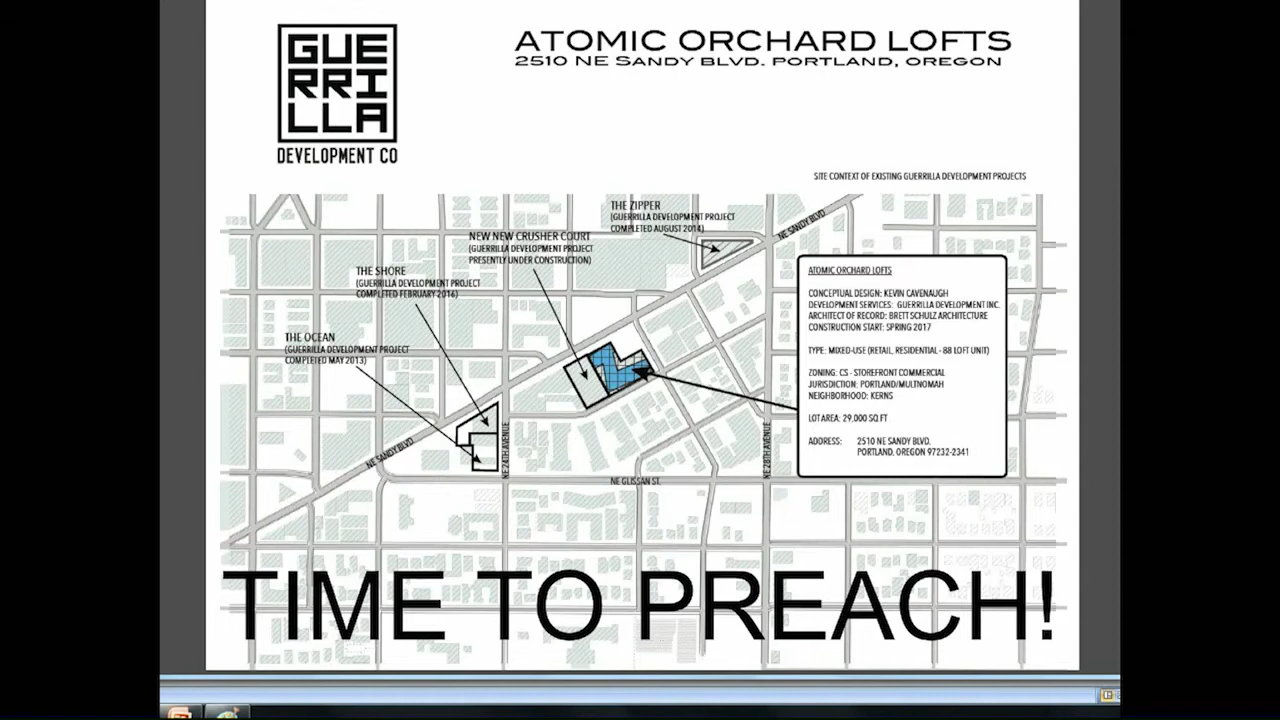 GUE
RRI
LLA
DEVELOPMENT CO
ATOMIC ORCHARD LOFTS
2510 NE SANDY BLVD. PORTLAND, OREGON
SITE CONTEXT OF EXISTING GUERRILLA DEVELOPMENT PROJECTS
THE ZIPPER
(GUERRILLA DEVELOPMENT PROJECT
COMPLETED AUGUST 2014)
NE SANDY BLVD
NEW NEW CRUSHER COURT
(GUERRILLA DEVELOPMENT PROJECT
PRESENTLY UNDER CONSTRUCTION)
THE SHORE
(GUERRILLA DEVELOPMENT PROJECT
COMPLETED FEBRUARY 2016)
THE OCEAN
(GUERRILLA DEVELOPMENT PROJECT
COMPLETED MAY 2013)
ATOMIC ORCHARD LOFTS
CONCEPTUAL DESIGN: KEVIN CAVENAUGH
DEVELOPMENT SERVICES: GUERRILLA DEVELOPMENT INC.
ARCHITECT OF RECORD: BRETT SCHULZ ARCHITECTURE
CONSTRUCTION START: SPRING 2017
TYPE: MIXED-USE (RETAIL, RESIDENTIAL - 88 LOFT UNIT)
ZONING: CS - STOREFRONT COMMERCIAL
JURISDICTION: PORTLAND/MULTNOMAH
NEIGHBORHOOD: KERNS
LOT AREA: 29,000 SQ FT
ADDRESS: 2510 NE SANDY BLVD.
PORTLAND, OREGON 97232-2341
NE SANDY BLVD
NE 24TH AVENUE
NE 28TH AVENUE
NE GLISSAN ST.
TIME TO PREACH!